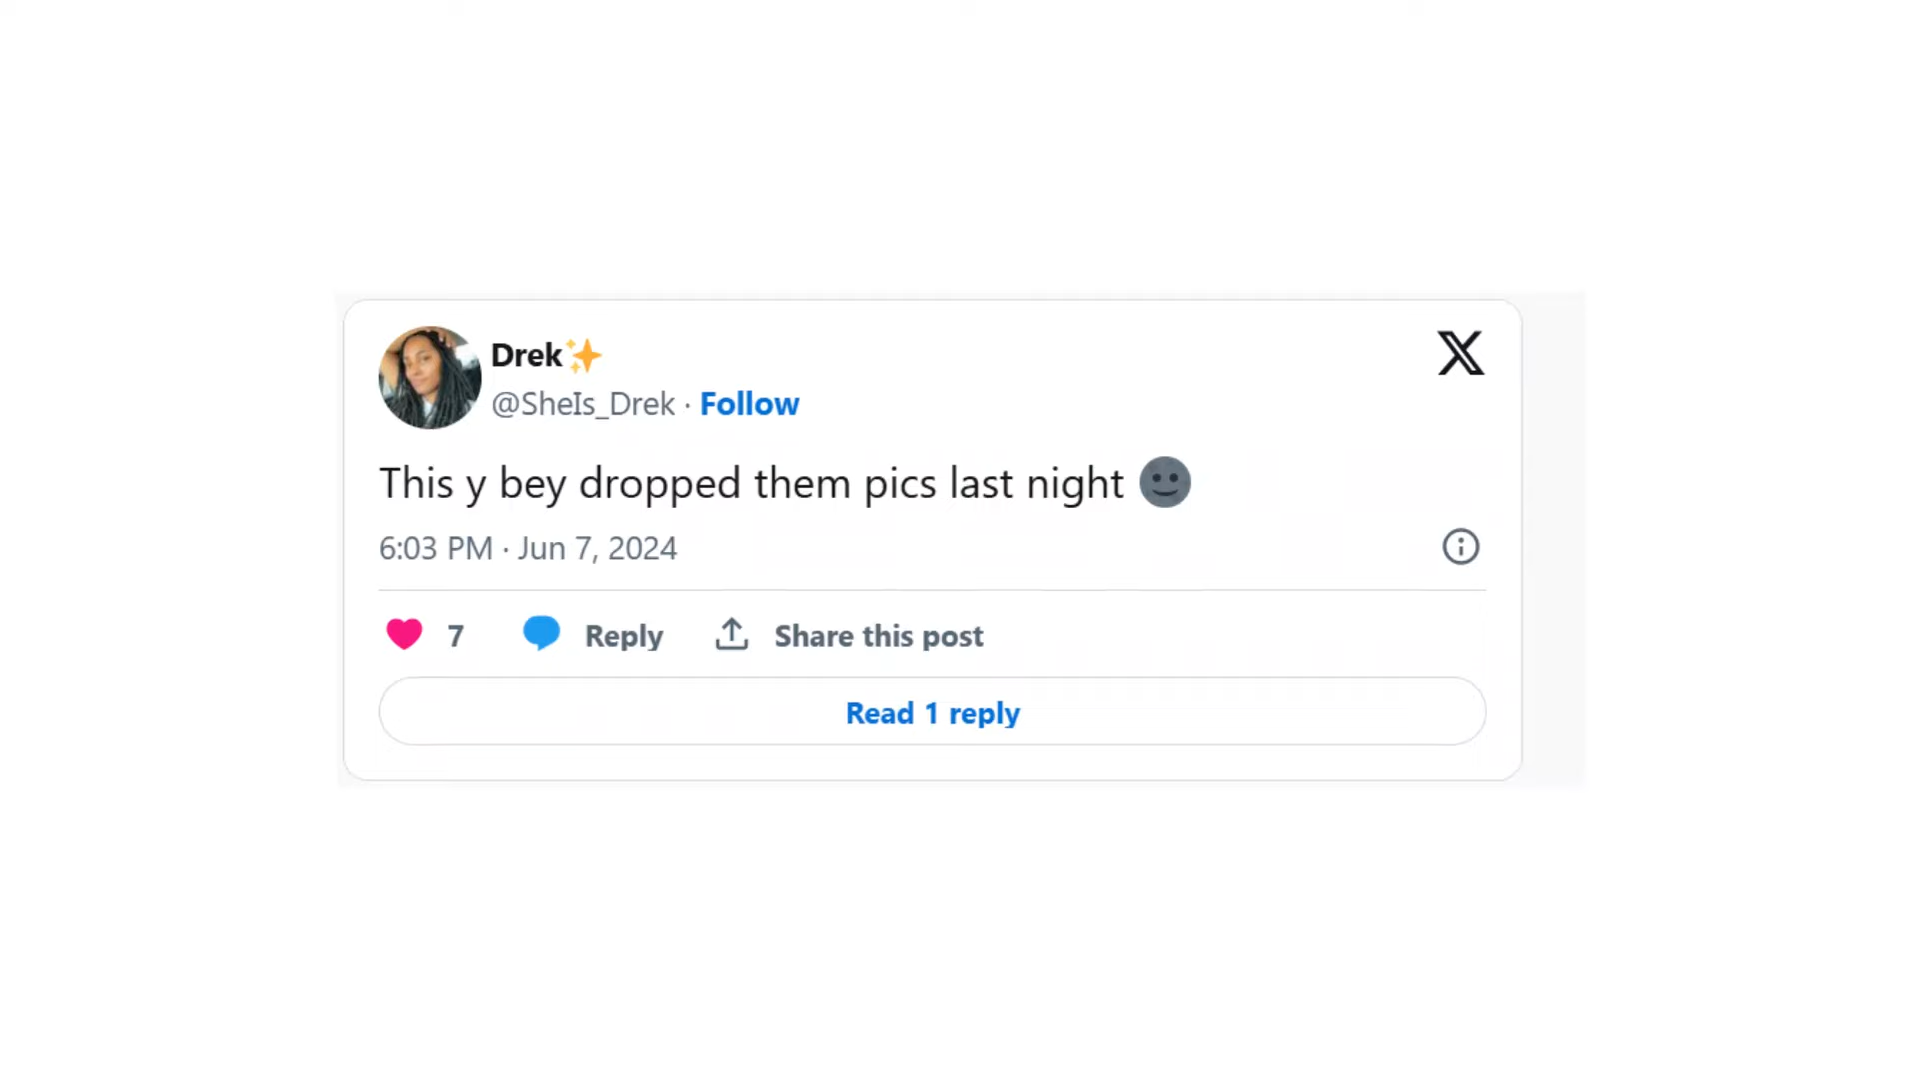 Drek✨
@SheIs_Drek · Follow
This y bey dropped them pics last night 🌚
6:03 PM · Jun 7, 2024
7 Reply Share this post
Read 1 reply